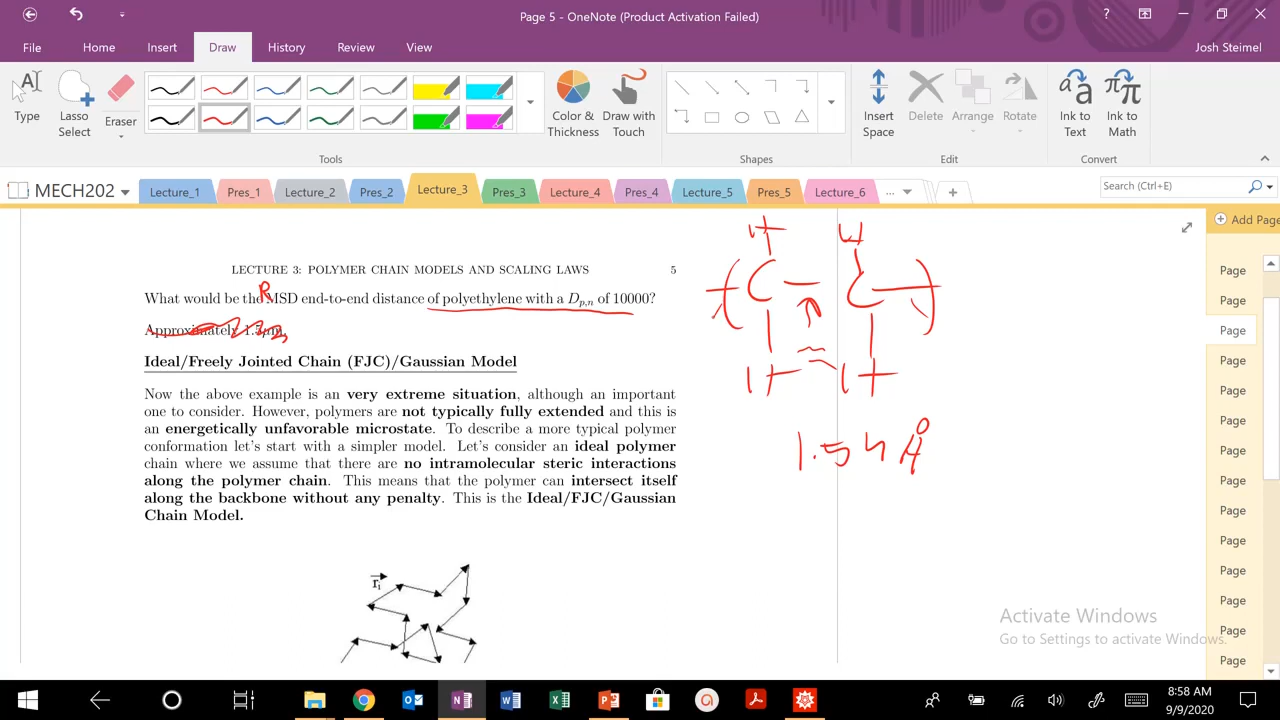 Page 5 - OneNote (Product Activation Failed)
?
File Home Insert Draw History Review View Josh Steimel
Type Lasso Select Eraser Color & Thickness Draw with Touch Insert Space Delete Arrange Rotate Ink to Text Ink to Math
Tools Shapes Edit Convert
MECH202 Lecture_1 Pres_1 Lecture_2 Pres_2 Lecture_3 Pres_3 Lecture_4 Pres_4 Lecture_5 Pres_5 Lecture_6 ... + Search (Ctrl+E)
Add Page
LECTURE 3: POLYMER CHAIN MODELS AND SCALING LAWS 5
What would be the RMSD end-to-end distance of polyethylene with a D_{p,n} of 10000?
Approximately 1.5μm.
Ideal/Freely Jointed Chain (FJC)/Gaussian Model
Now the above example is an very extreme situation, although an important
one to consider. However, polymers are not typically fully extended and this is
an energetically unfavorable microstate. To describe a more typical polymer
conformation let's start with a simpler model. Let's consider an ideal polymer
chain where we assume that there are no intramolecular steric interactions
along the polymer chain. This means that the polymer can intersect itself
along the backbone without any penalty. This is the Ideal/FJC/Gaussian
Chain Model.
r₁
H H
( C — C )
H ≈ H
1.54 Å
Page
Page
Page
Page
Page
Page
Page
Page
Page
Page
Page
Page
Page
Page
Activate Windows
Go to Settings to activate Windows.
8:58 AM
9/9/2020